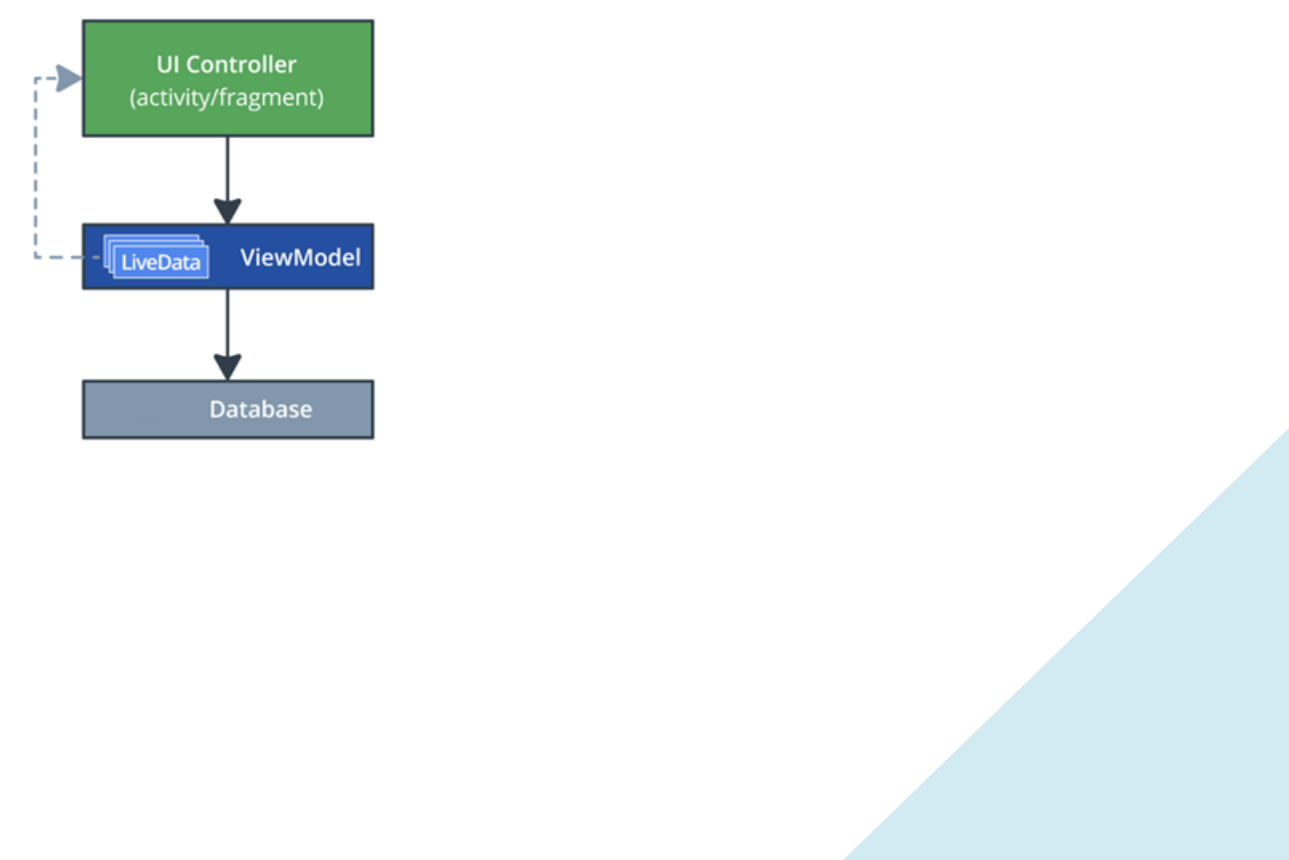 UI Controller
(activity/fragment)
LiveData
ViewModel
Database